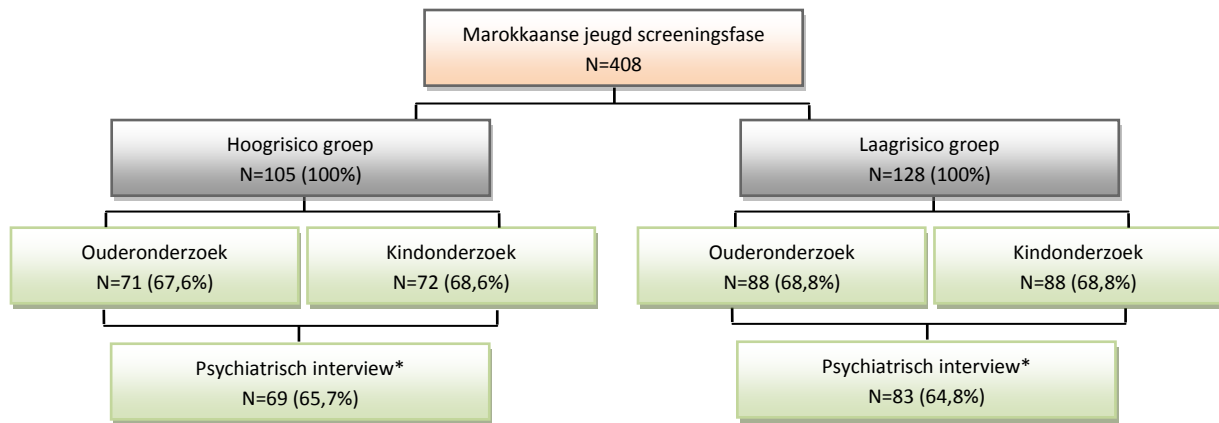 Marokkaanse jeugd screeningsfase
N=408
Hoogrisico groep
N=105 (100%)
Laagrisico groep
N=128 (100%)
Ouderonderzoek
N=71 (67,6%)
Kindonderzoek
N=72 (68,6%)
Ouderonderzoek
N=88 (68,8%)
Kindonderzoek
N=88 (68,8%)
Psychiatrisch interview*
N=69 (65,7%)
Psychiatrisch interview*
N=83 (64,8%)